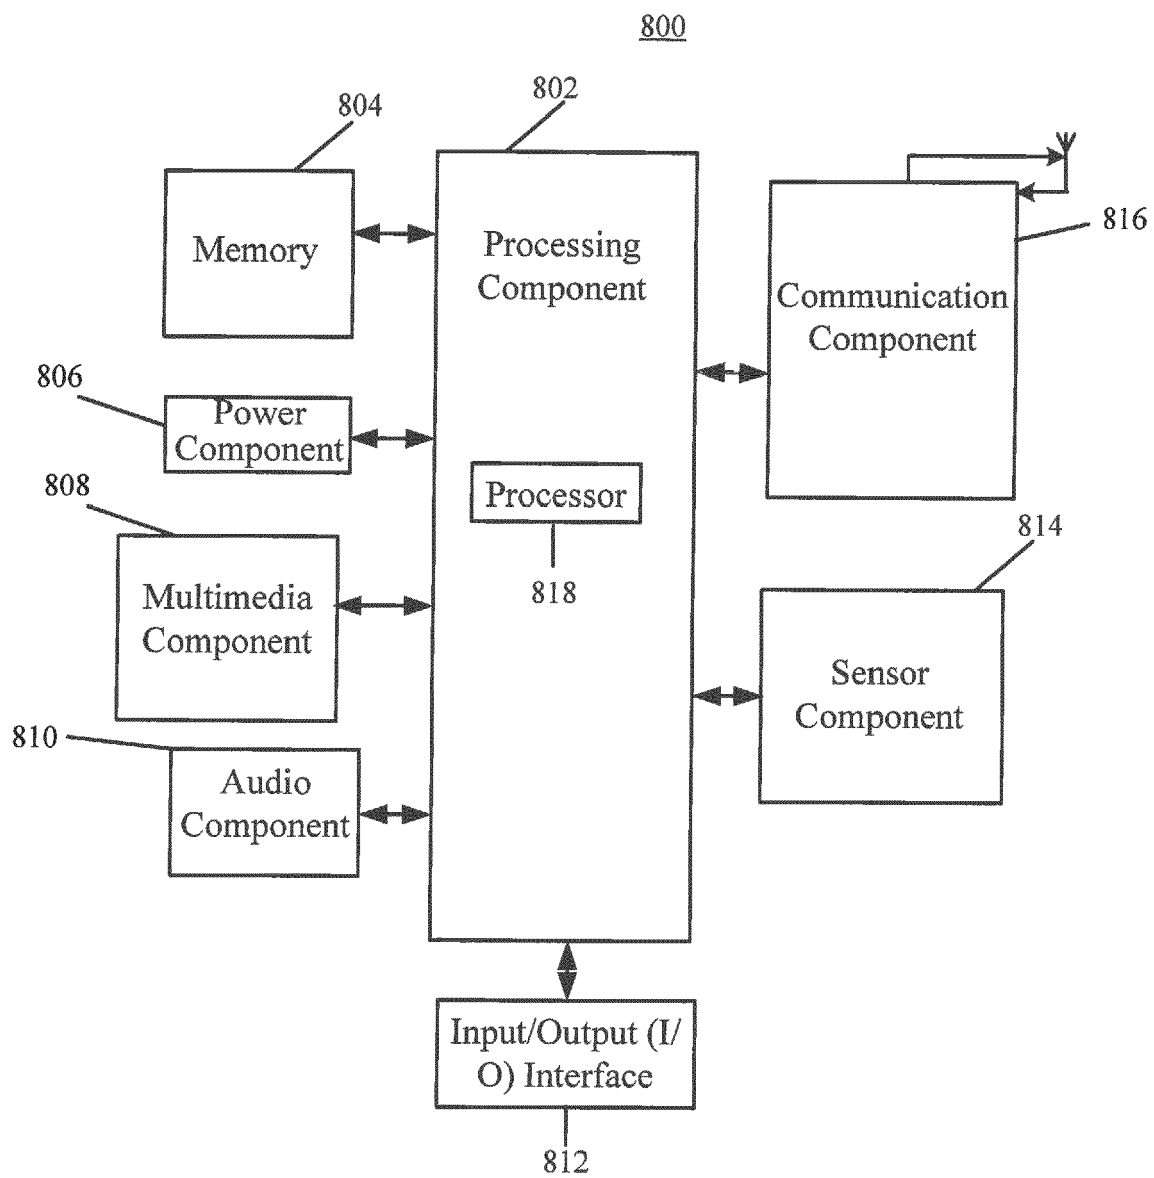 800
802
804
Memory
Processing
Component
816
Communication
Component
806
Power
Component
808
Processor
818
Multimedia
Component
814
Sensor
Component
810
Audio
Component
Input/Output (I/
O) Interface
812